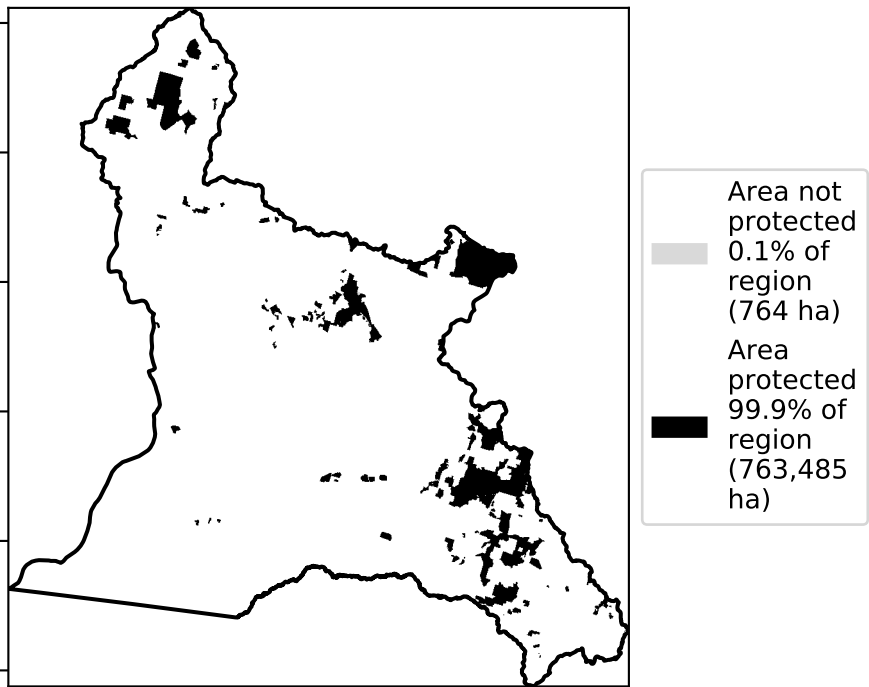 Area not
protected
0.1% of
region
(764 ha)
Area
protected
99.9% of
region
(763,485
ha)